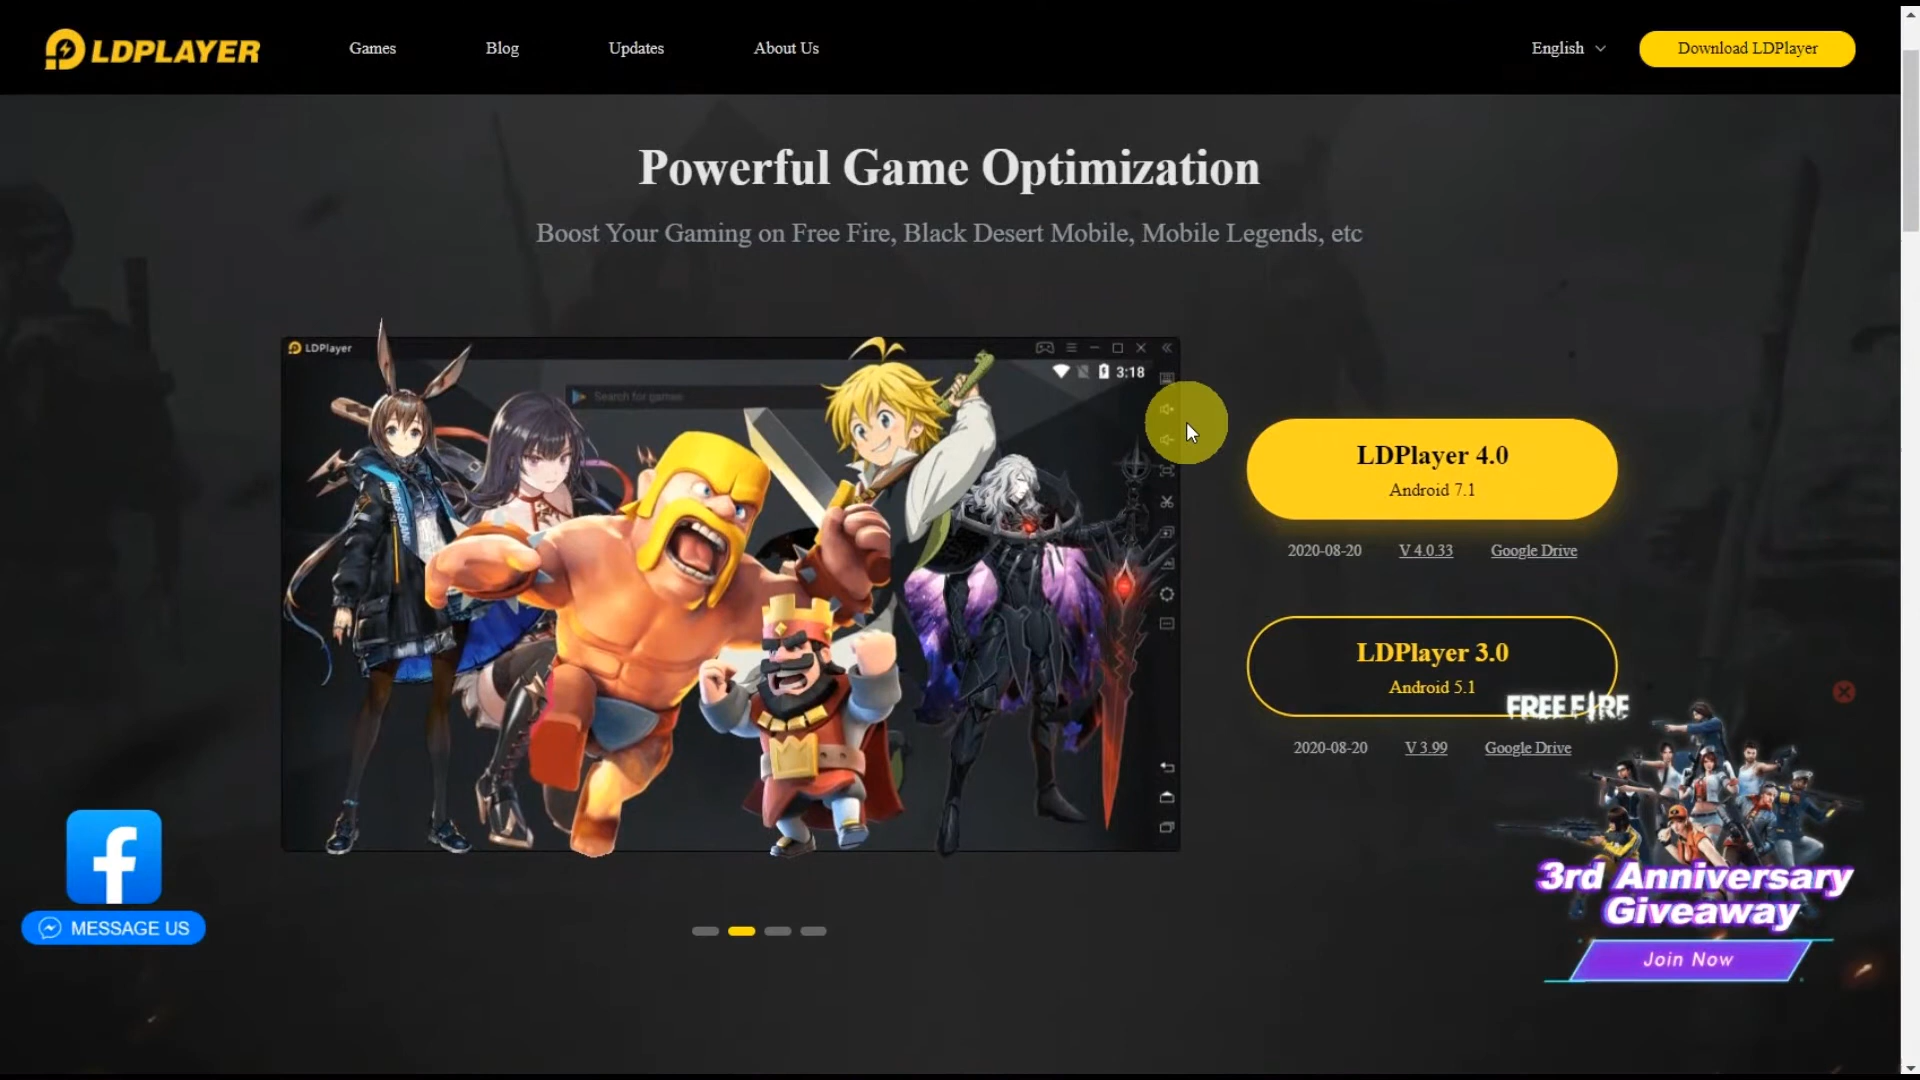 LDPLAYER
Games
Blog
Updates
About Us
English
Download LDPlayer
Powerful Game Optimization
Boost Your Gaming on Free Fire, Black Desert Mobile, Mobile Legends, etc
LDPlayer
3:18
Search for games
LDPlayer 4.0
Android 7.1
2020-08-20
V 4.0.33
Google Drive
LDPlayer 3.0
Android 5.1
2020-08-20
V 3.99
Google Drive
FREE FIRE
3rd Anniversary
Giveaway
Join Now
MESSAGE US